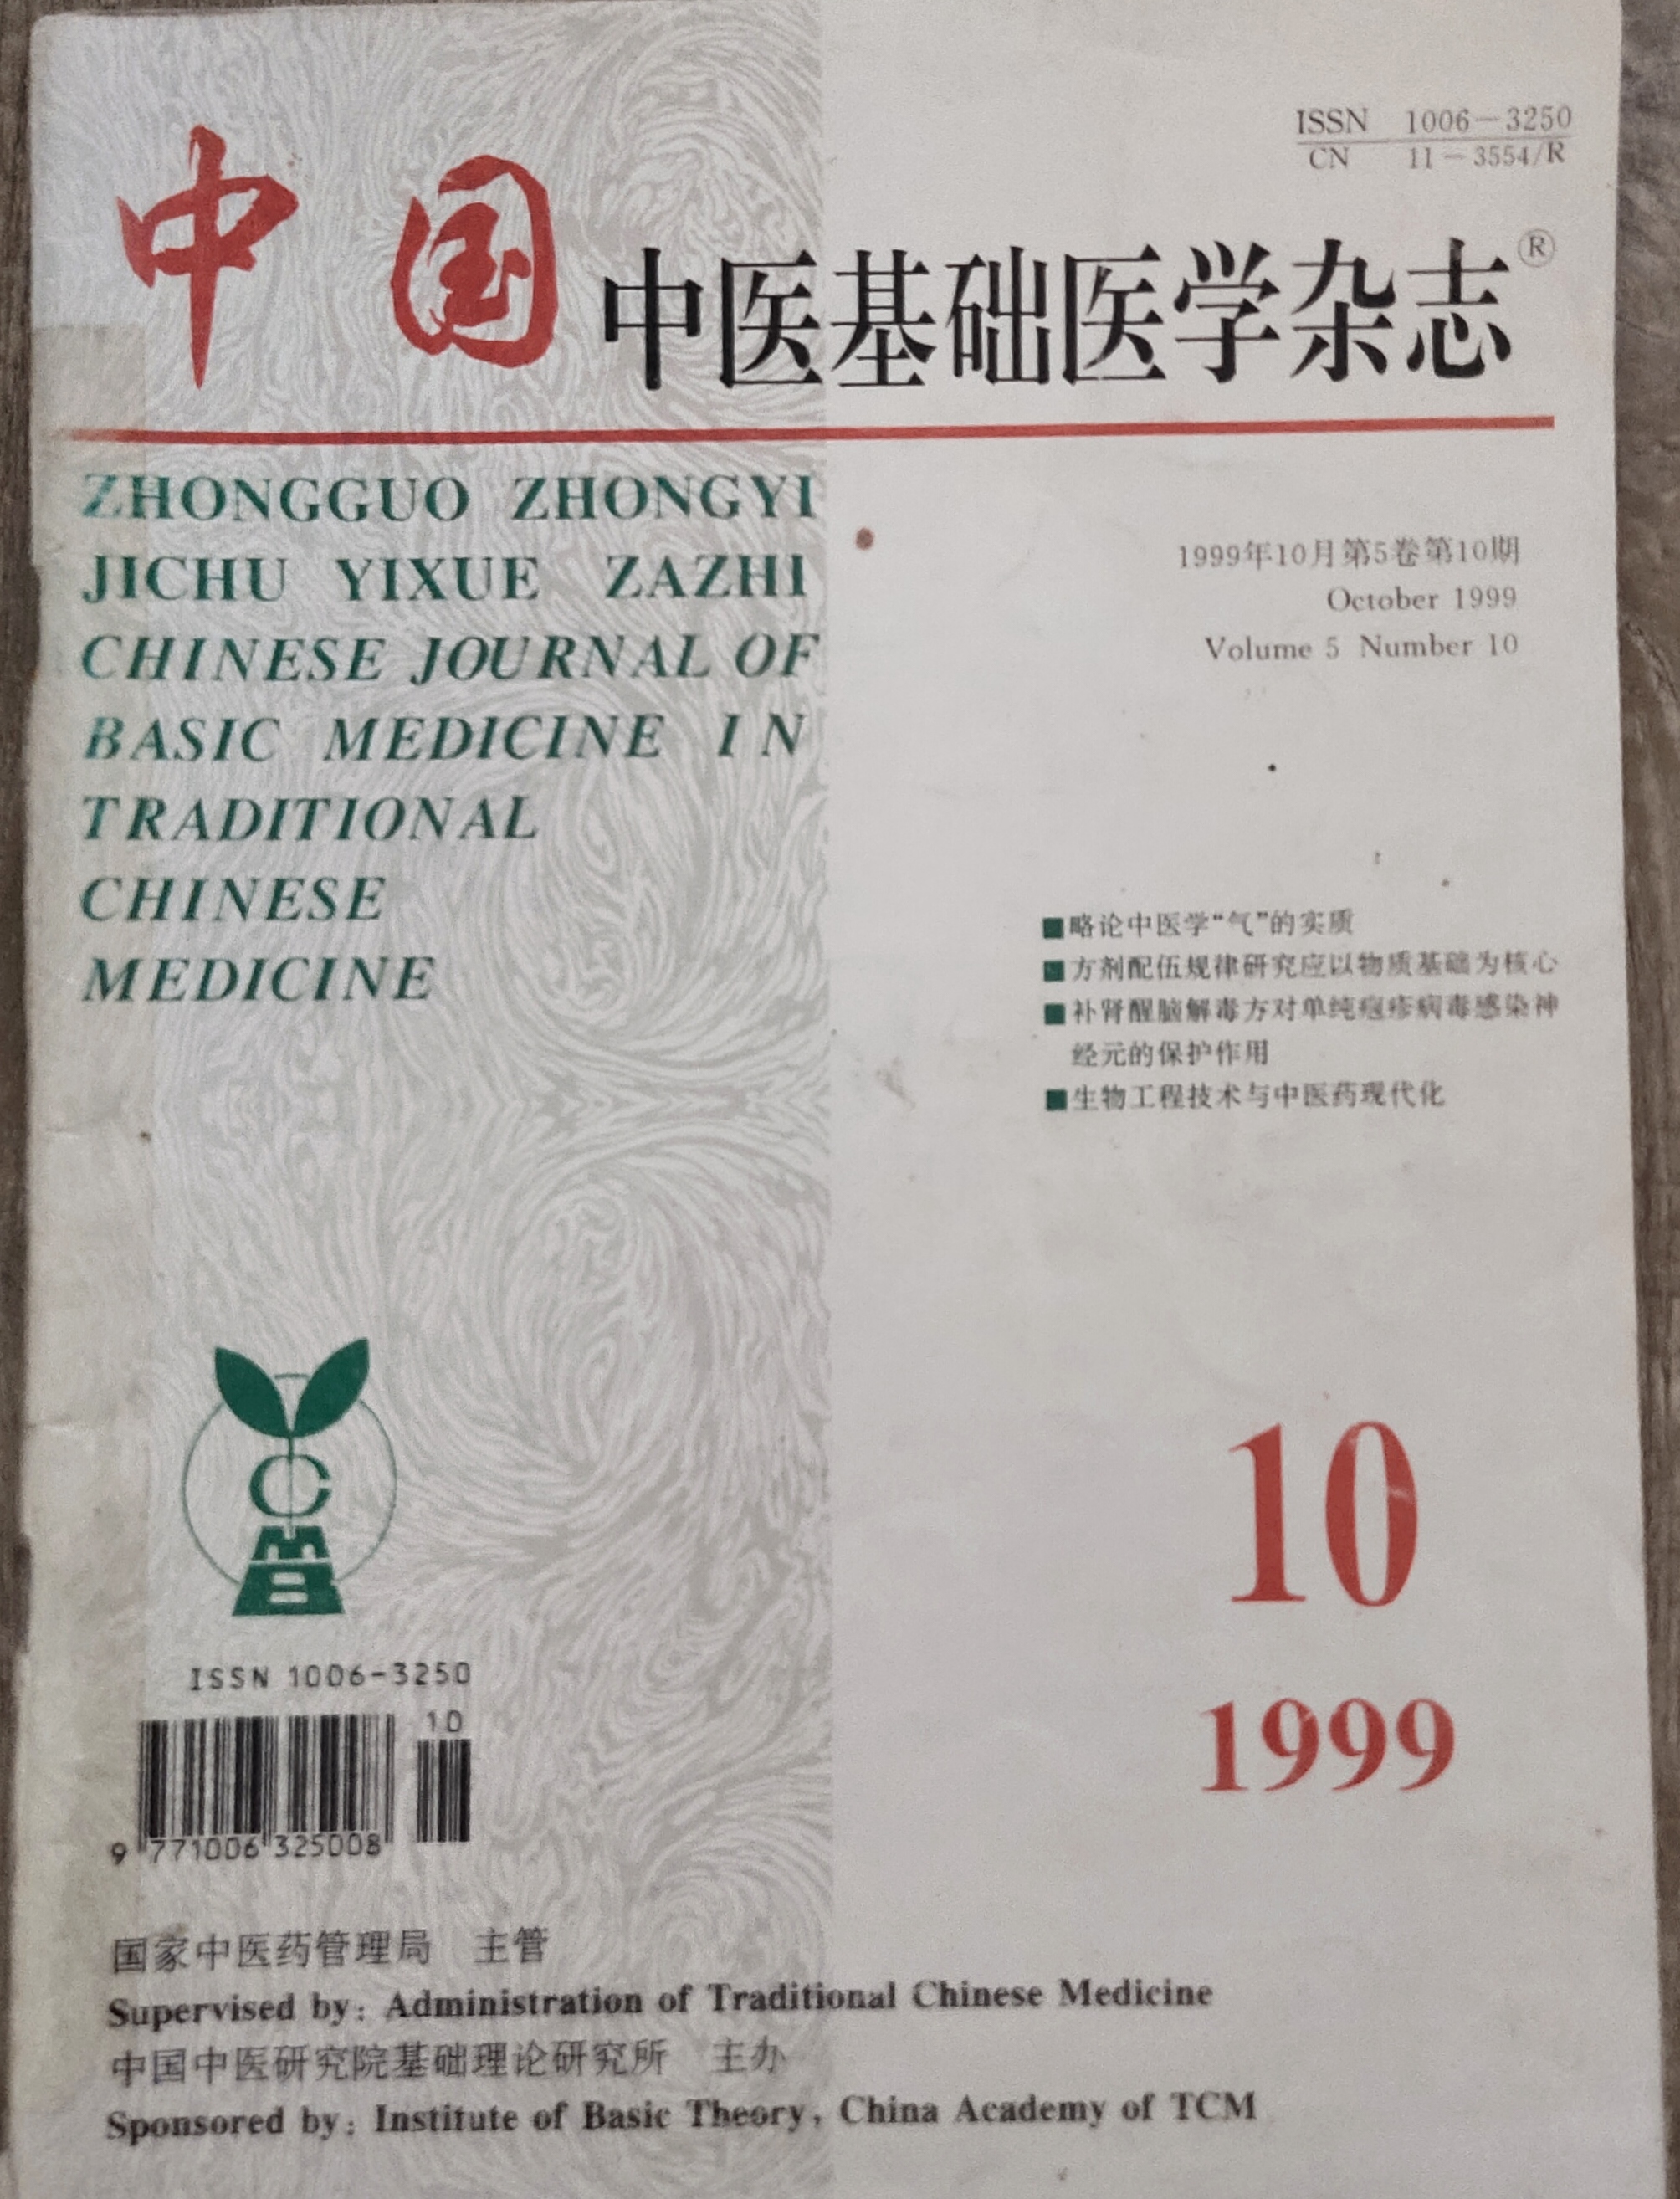 ISSN 1006-3250
CN 11-3554/R
中国 中医基础医学杂志®
ZHONGGUO ZHONGYI
JICHU YIXUE ZAZHI
CHINESE JOURNAL OF
BASIC MEDICINE IN
TRADITIONAL
CHINESE
MEDICINE
1999年10月第5卷第10期
October 1999
Volume 5 Number 10
■略论中医学“气”的实质
■方剂配伍规律研究应以物质基础为核心
■补肾醒脑解毒方对单纯疱疹病毒感染神
经元的保护作用
■生物工程技术与中医药现代化
C
M
B
10
1999
ISSN 1006-3250
10
9 771006 325008
国家中医药管理局 主管
Supervised by: Administration of Traditional Chinese Medicine
中国中医研究院基础理论研究所 主办
Sponsored by: Institute of Basic Theory, China Academy of TCM